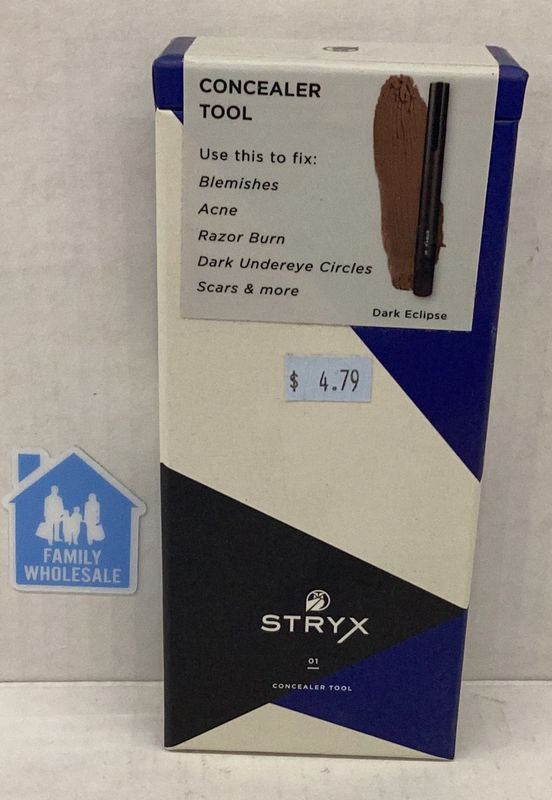 CONCEALER
TOOL
Use this to fix:
Blemishes
Acne
Razor Burn
Dark Undereye Circles
Scars & more
Dark Eclipse
$ 4.79
FAMILY
WHOLESALE
STRYX
01
CONCEALER TOOL